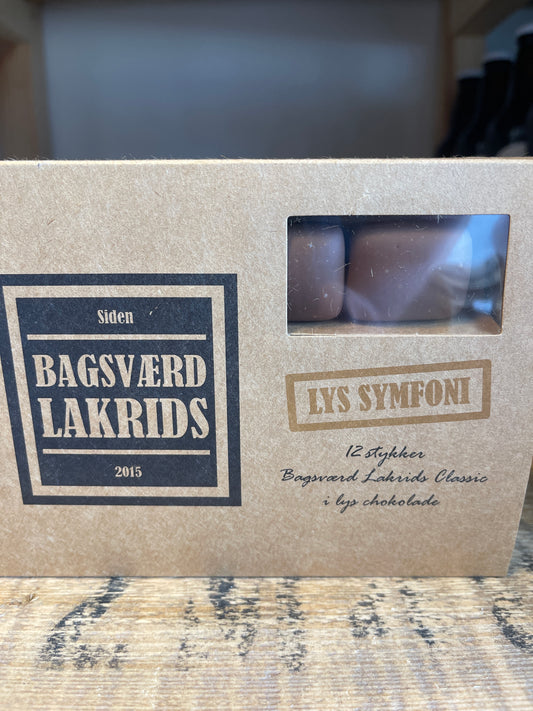 Siden
BAGSVÆRD
LAKRIDS
2015
LYS SYMFONI
12 stykker
Bagsværd Lakrids Classic
i lys chokolade